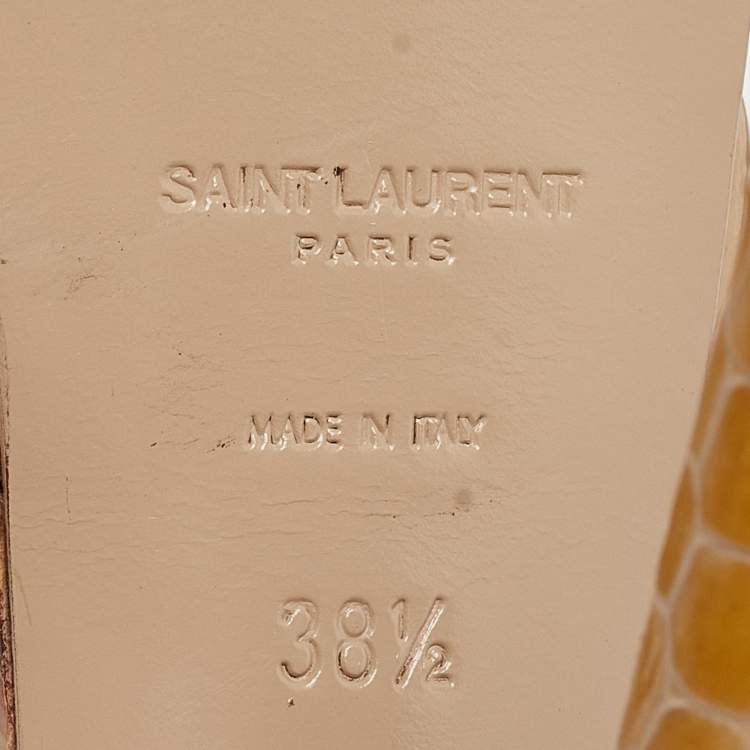 SAINT LAURENT
PARIS
MADE IN ITALY
38½